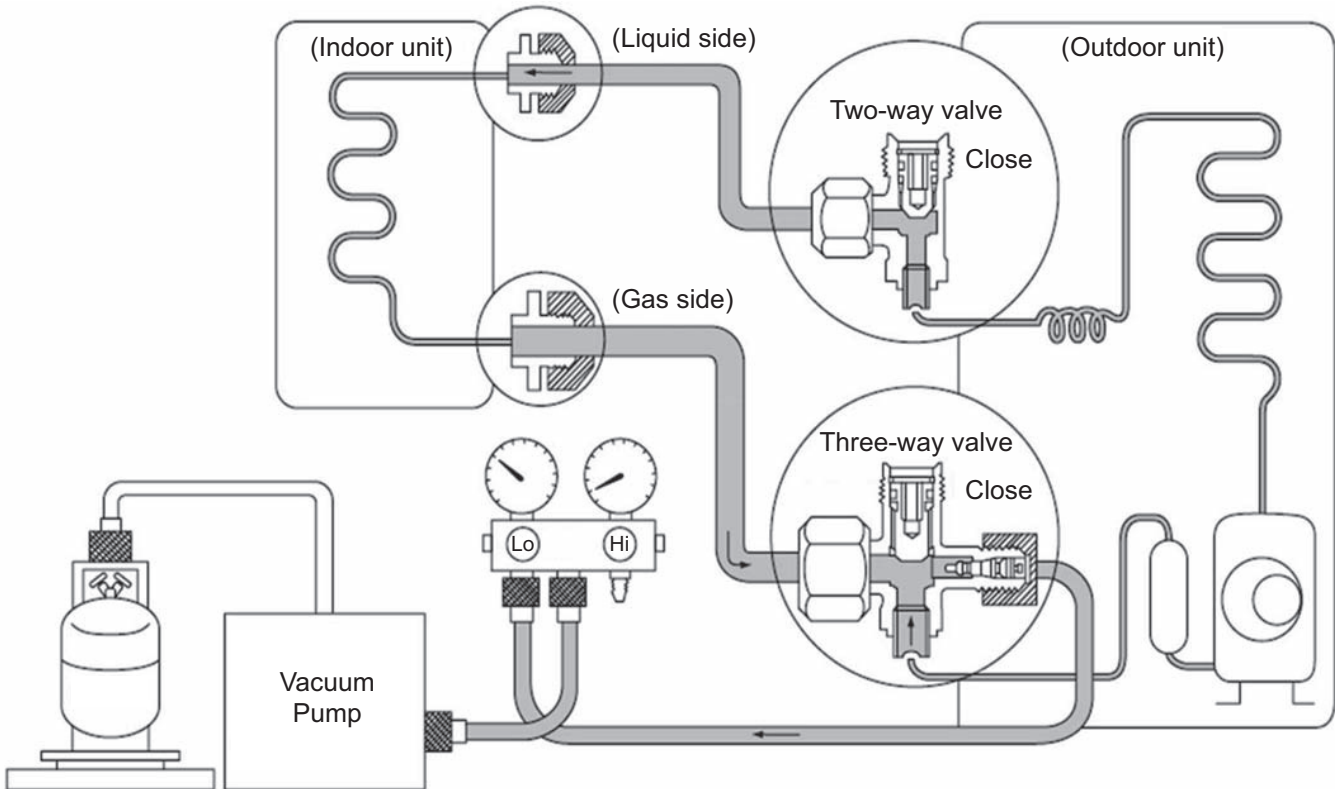 (Indoor unit)
(Liquid side)
(Outdoor unit)
Two-way valve
Close
(Gas side)
Three-way valve
Close
Lo
Hi
Vacuum
Pump